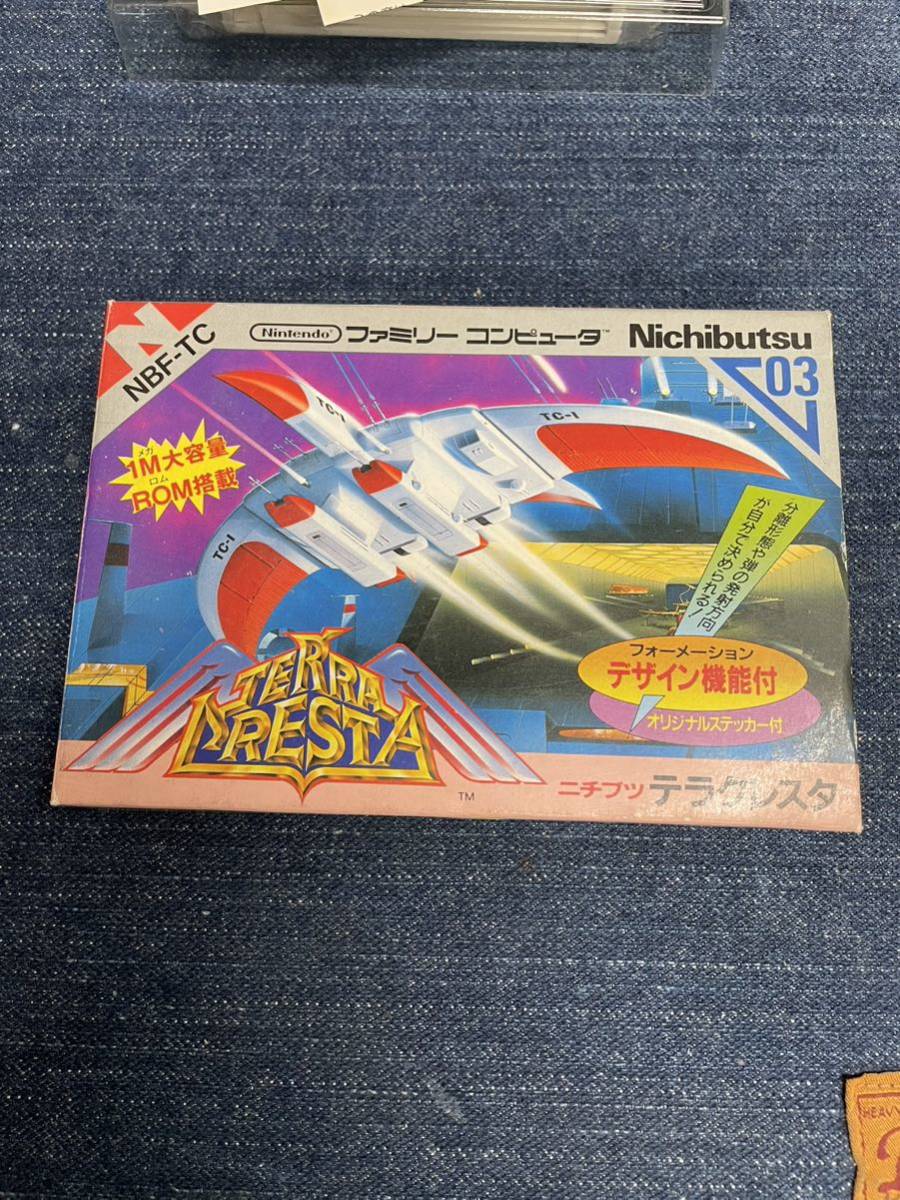 N
NBF-TC
Nintendo ファミリー コンピュータ™
Nichibutsu
03
メガ
1M大容量
ロム
ROM搭載
TC-1
TC-1
TC-1
分離形態や弾の発射方向
が自分で決められる!
フォーメーション
デザイン機能付
オリジナルステッカー付
TERRA
CRESTA
TM
ニチブツ テラクレスタ
HEAVY